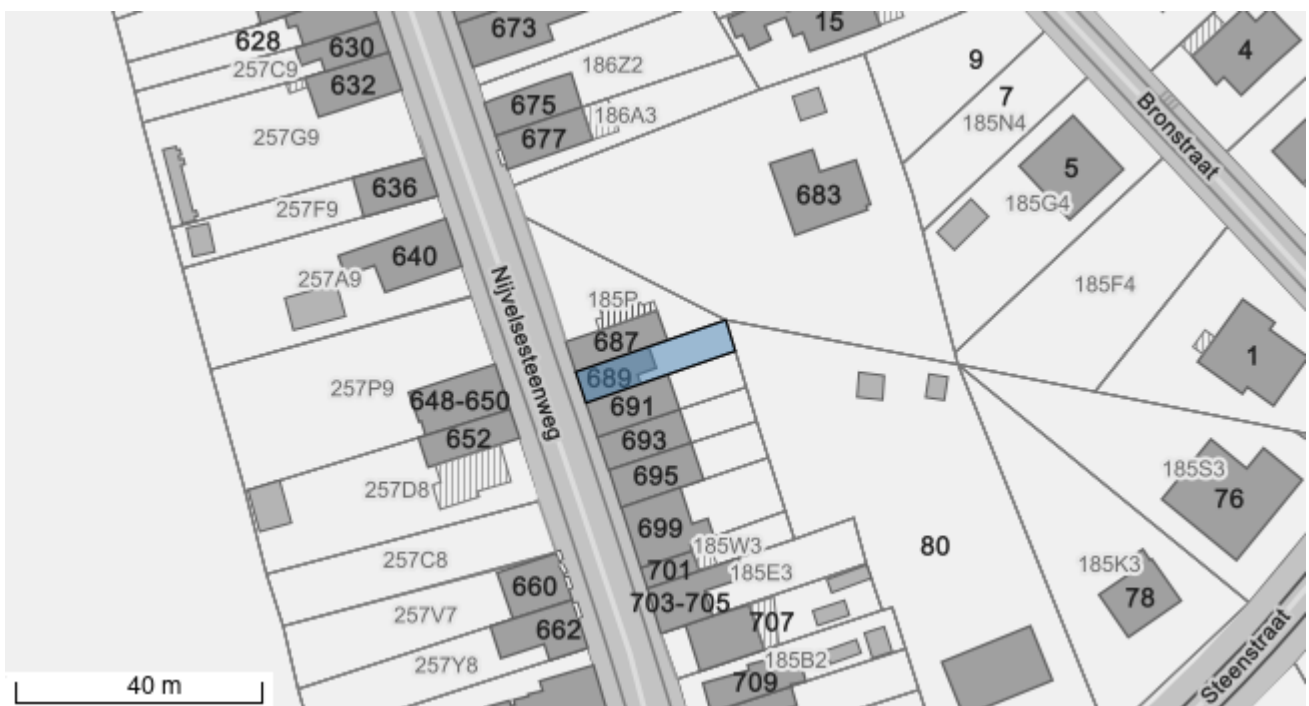 673
15
628
630
257C9
632
186Z2
9
4
7
185N4
675
186A3
677
257G9
Bronstraat
5
636
683
185G4
257F9
640
257A9
Nijvelsesteenweg
185P
185F4
687
1
689
257P9
648-650
691
652
693
695
185S3
76
257D8
699
185W3
80
257C8
701
185E3
185K3
660
703-705
78
257V7
707
662
185B2
257Y8
709
Steenstraat
40 m